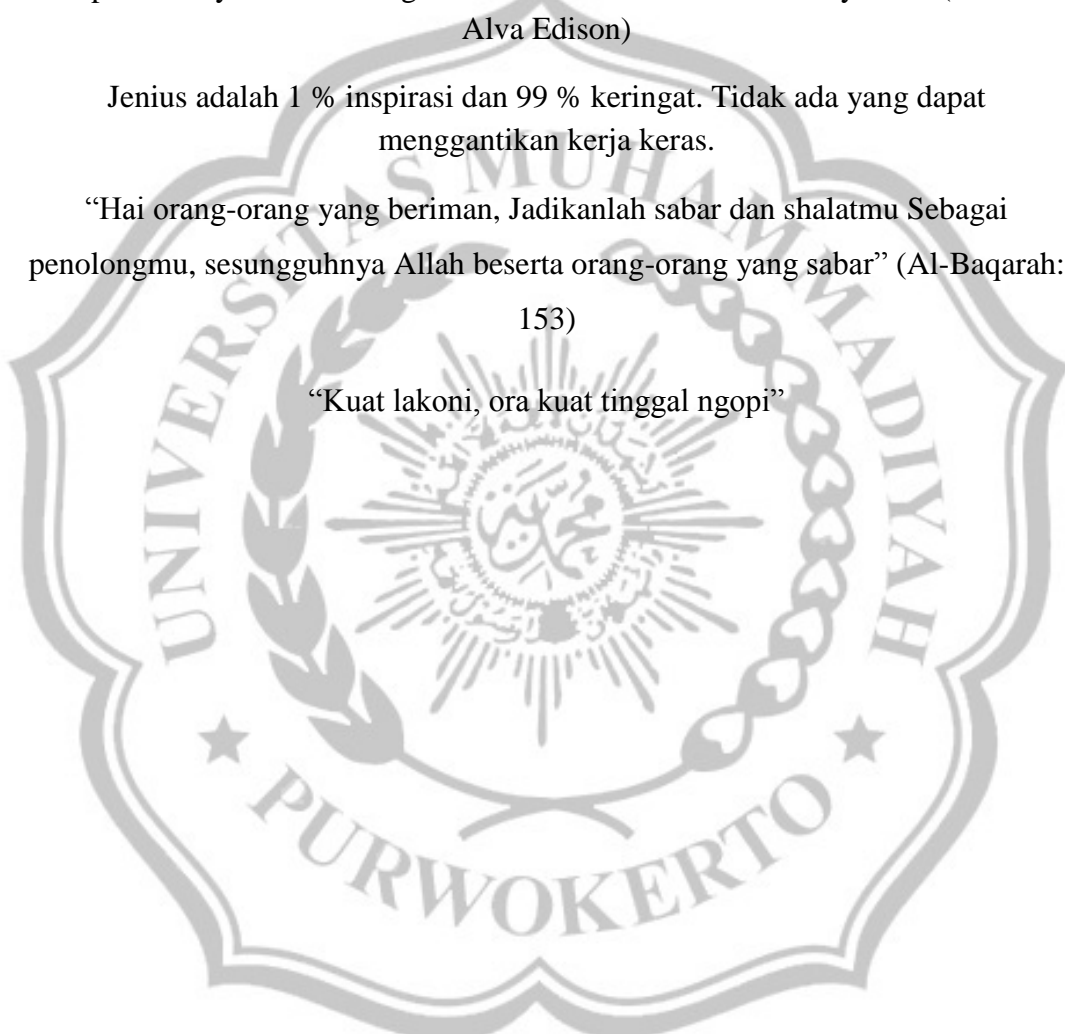 Alva Edison)
Jenius adalah 1 % inspirasi dan 99 % keringat. Tidak ada yang dapat
menggantikan kerja keras.
“Hai orang-orang yang beriman, Jadikanlah sabar dan shalatmu Sebagai
penolongmu, sesungguhnya Allah beserta orang-orang yang sabar” (Al-Baqarah:
153)
“Kuat lakoni, ora kuat tinggal ngopi”
UNIVERSITAS MUHAMMADIYAH
PURWOKERTO